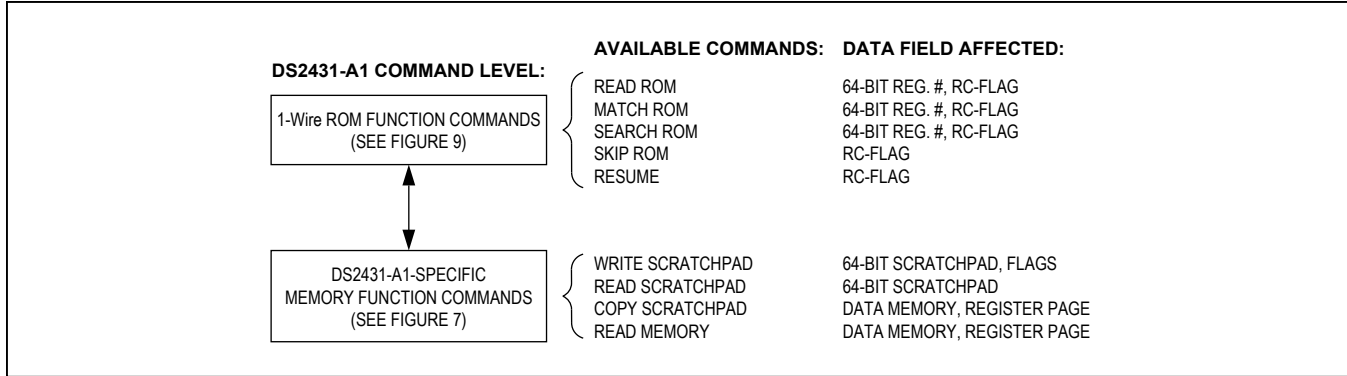 AVAILABLE COMMANDS: DATA FIELD AFFECTED:
DS2431-A1 COMMAND LEVEL:
1-Wire ROM FUNCTION COMMANDS
(SEE FIGURE 9)
READ ROM 64-BIT REG. #, RC-FLAG
MATCH ROM 64-BIT REG. #, RC-FLAG
SEARCH ROM 64-BIT REG. #, RC-FLAG
SKIP ROM RC-FLAG
RESUME RC-FLAG
DS2431-A1-SPECIFIC
MEMORY FUNCTION COMMANDS
(SEE FIGURE 7)
WRITE SCRATCHPAD 64-BIT SCRATCHPAD, FLAGS
READ SCRATCHPAD 64-BIT SCRATCHPAD
COPY SCRATCHPAD DATA MEMORY, REGISTER PAGE
READ MEMORY DATA MEMORY, REGISTER PAGE